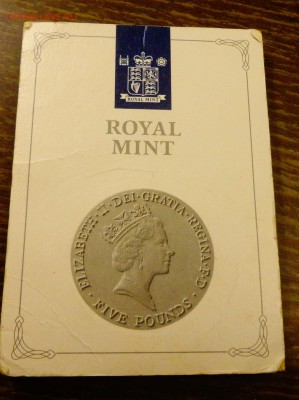 ROYAL MINT
ROYAL
MINT
ELIZABETH · II · DEI · GRATIA · REGINA · F · D ·
FIVE POUNDS